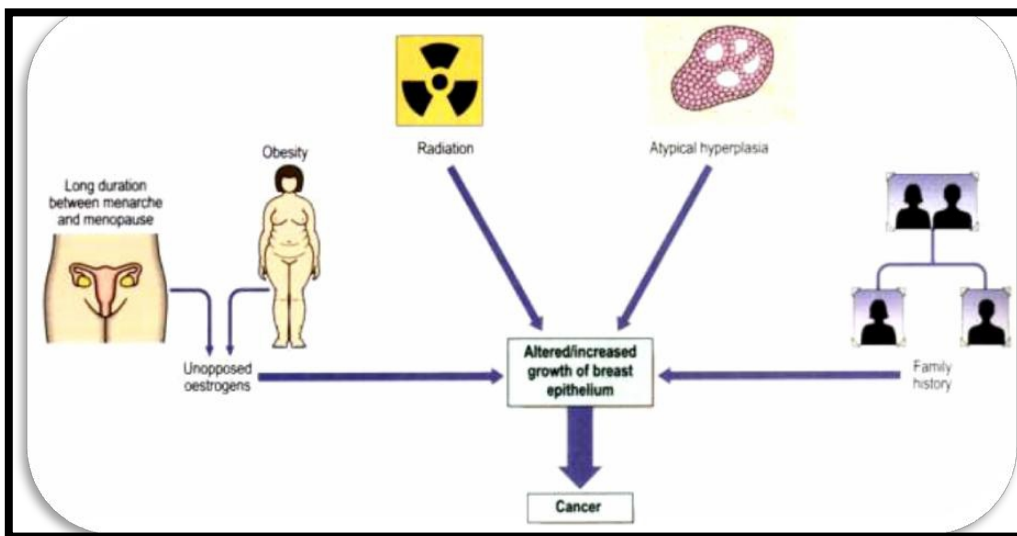 Radiation
Atypical hyperplasia
Obesity
Long duration
between menarche
and menopause
Unopposed
oestrogens
Altered/increased
growth of breast
epithelium
Family
history
Cancer